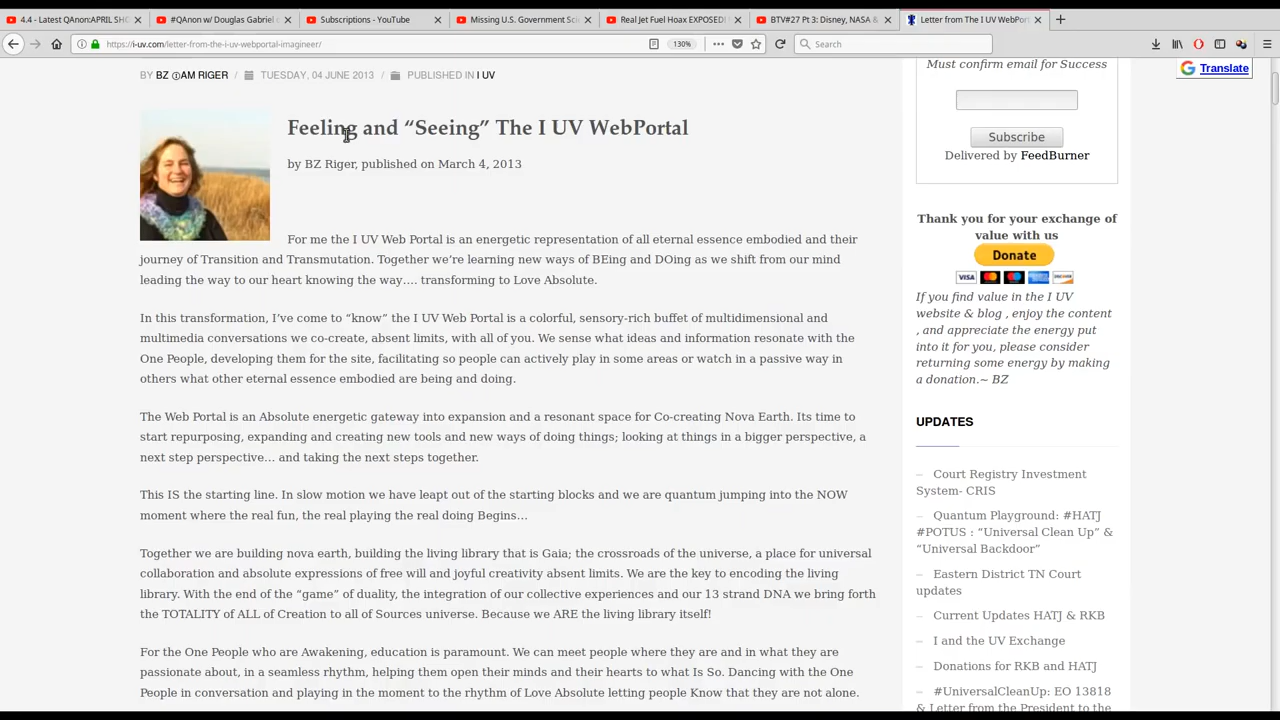 4.4 - Latest QAnon:APRIL SH
#QAnon w/ Douglas Gabriel
Subscriptions - YouTube
Missing U.S. Government Sci
Real Jet Fuel Hoax EXPOSED!
BTV#27 Pt 3: Disney, NASA &
Letter from The I UV WebPor
https://i-uv.com/letter-from-the-i-uv-webportal-imagineer/
130%
Search
BY BZ ⓘAM RIGER / TUESDAY, 04 JUNE 2013 / PUBLISHED IN I UV
Feeling and “Seeing” The I UV WebPortal
by BZ Riger, published on March 4, 2013
For me the I UV Web Portal is an energetic representation of all eternal essence embodied and their
journey of Transition and Transmutation. Together we’re learning new ways of BEing and DOing as we shift from our mind
leading the way to our heart knowing the way…. transforming to Love Absolute.
In this transformation, I’ve come to “know” the I UV Web Portal is a colorful, sensory-rich buffet of multidimensional and
multimedia conversations we co-create, absent limits, with all of you. We sense what ideas and information resonate with the
One People, developing them for the site, facilitating so people can actively play in some areas or watch in a passive way in
others what other eternal essence embodied are being and doing.
The Web Portal is an Absolute energetic gateway into expansion and a resonant space for Co-creating Nova Earth. Its time to
start repurposing, expanding and creating new tools and new ways of doing things; looking at things in a bigger perspective, a
next step perspective… and taking the next steps together.
This IS the starting line. In slow motion we have leapt out of the starting blocks and we are quantum jumping into the NOW
moment where the real fun, the real playing the real doing Begins…
Together we are building nova earth, building the living library that is Gaia; the crossroads of the universe, a place for universal
collaboration and absolute expressions of free will and joyful creativity absent limits. We are the key to encoding the living
library. With the end of the “game” of duality, the integration of our collective experiences and our 13 strand DNA we bring forth
the TOTALITY of ALL of Creation to all of Sources universe. Because we ARE the living library itself!
For the One People who are Awakening, education is paramount. We can meet people where they are and in what they are
passionate about, in a seamless rhythm, helping them open their minds and their hearts to what Is So. Dancing with the One
People in conversation and playing in the moment to the rhythm of Love Absolute letting people Know that they are not alone.
Must confirm email for Success
Subscribe
Delivered by FeedBurner
Thank you for your exchange of
value with us
Donate
VISA
If you find value in the I UV
website & blog , enjoy the content
, and appreciate the energy put
into it for you, please consider
returning some energy by making
a donation.~ BZ
UPDATES
Court Registry Investment
System- CRIS
Quantum Playground: #HATJ
#POTUS : “Universal Clean Up” &
“Universal Backdoor”
Eastern District TN Court
updates
Current Updates HATJ & RKB
I and the UV Exchange
Donations for RKB and HATJ
#UniversalCleanUp: EO 13818
& Letter from the President to the
Translate